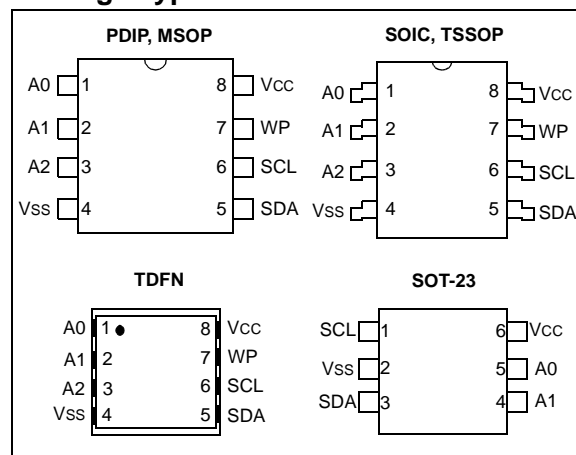 PDIP, MSOP
A0 1 8 VCC
A1 2 7 WP
A2 3 6 SCL
VSS 4 5 SDA
SOIC, TSSOP
A0 1 8 VCC
A1 2 7 WP
A2 3 6 SCL
VSS 4 5 SDA
TDFN
A0 1 8 VCC
A1 2 7 WP
A2 3 6 SCL
VSS 4 5 SDA
SOT-23
SCL 1 6 VCC
VSS 2 5 A0
SDA 3 4 A1